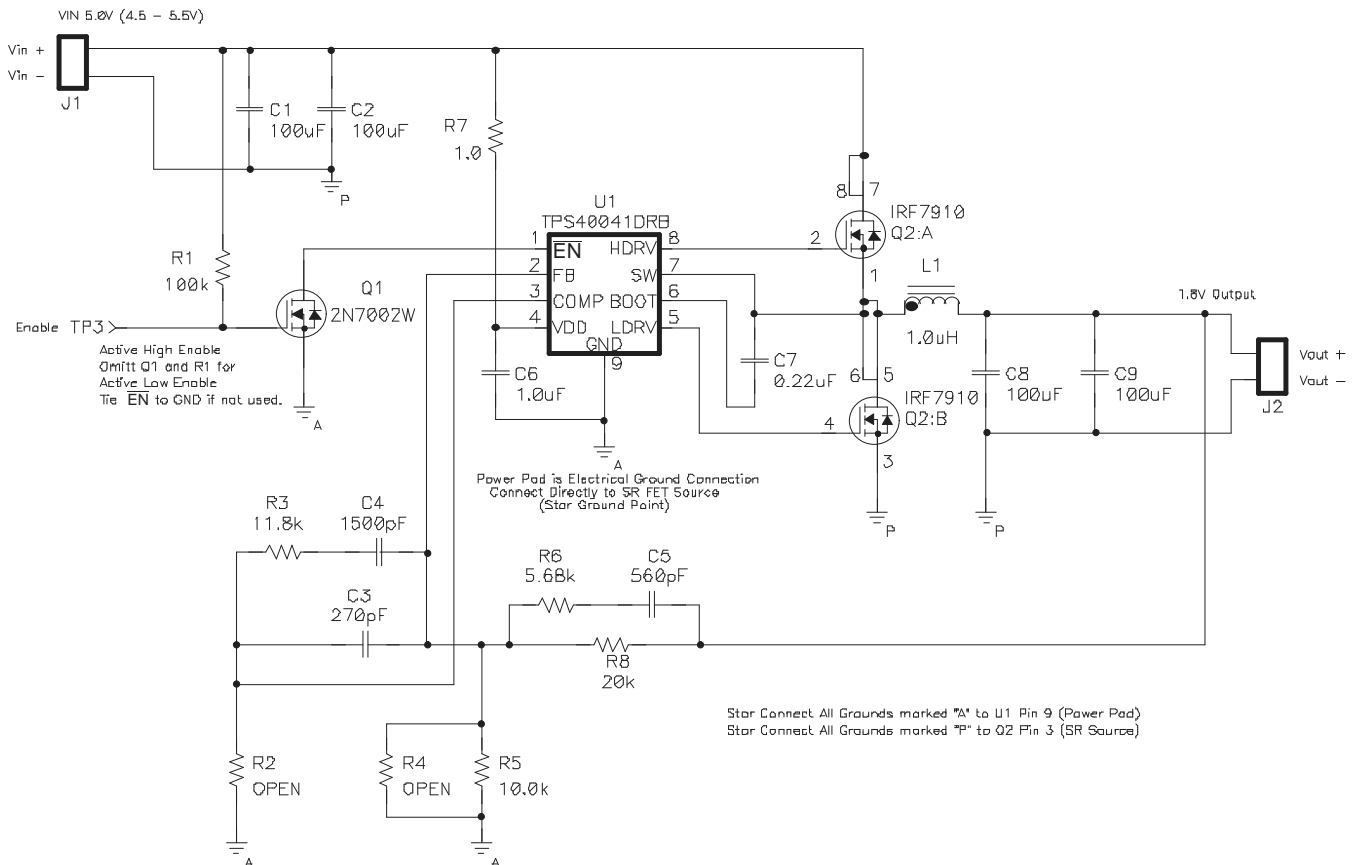 VIN 5.0V (4.5 - 5.5V)
Vin +
Vin -
J1
C1
100uF
C2
100uF
P
R7
1.0
R1
100k
Enable TP3
Active High Enable
Omitt Q1 and R1 for
Active Low Enable
Tie EN to GND if not used.
Q1
2N7002W
A
U1
TPS40041DRB
1 EN HDRV 8
2 FB SW 7
3 COMP BOOT 6
4 VDD LDRV 5
GND
9
C6
1.0uF
A
Power Pad is Electrical Ground Connection
Connect Directly to SR FET Source
(Star Ground Point)
8 7
IRF7910
Q2:A
2
1
L1
1.0uH
C7
0.22uF
6 5
IRF7910
Q2:B
4
3
P
1.8V Output
C8
100uF
C9
100uF
P
Vout +
Vout -
J2
R3
11.8k
C4
1500pF
C3
270pF
R6
5.68k
C5
560pF
R8
20k
Star Connect All Grounds marked "A" to U1 Pin 9 (Power Pad)
Star Connect All Grounds marked "P" to Q2 Pin 3 (SR Source)
R2
OPEN
R4
OPEN
R5
10.0k
A
A